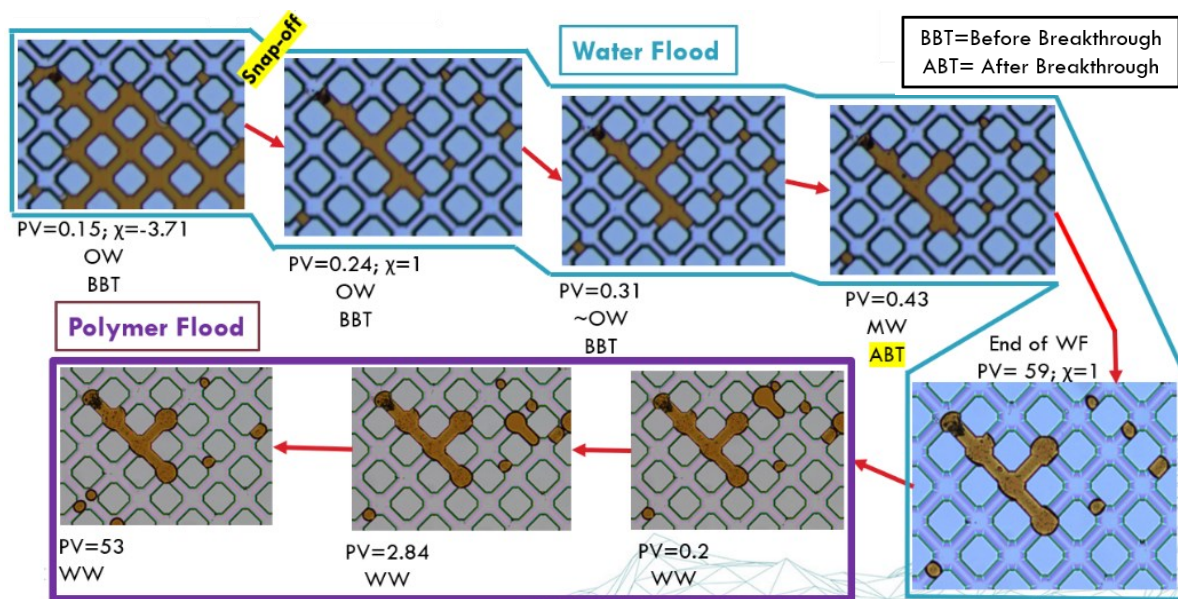 Snap-off
Water Flood
BBT=Before Breakthrough
ABT= After Breakthrough
PV=0.15; χ=-3.71
OW
BBT
PV=0.24; χ=1
OW
BBT
PV=0.31
~OW
BBT
PV=0.43
MW
ABT
End of WF
PV= 59; χ=1
Polymer Flood
PV=53
WW
PV=2.84
WW
PV=0.2
WW